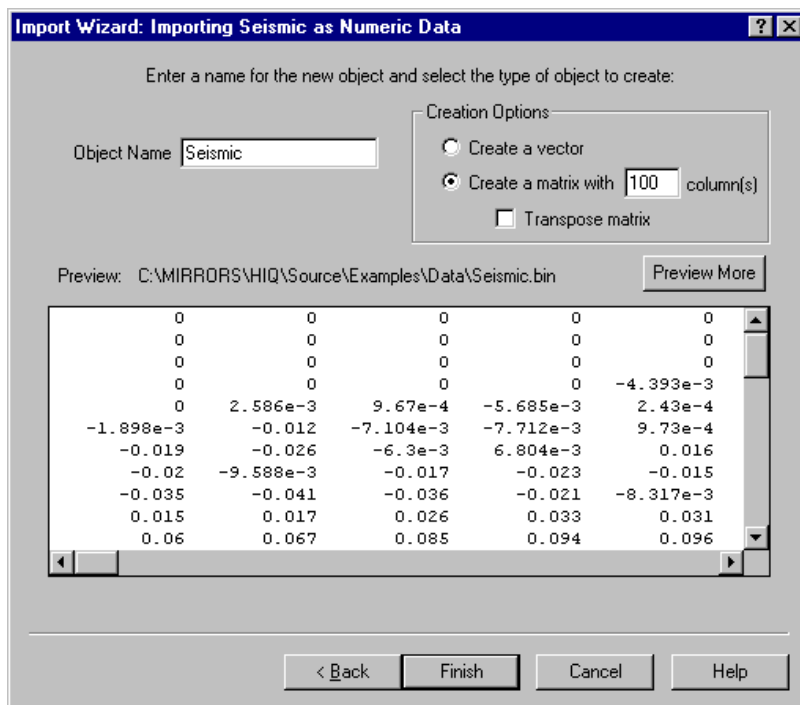 Import Wizard: Importing Seismic as Numeric Data
Enter a name for the new object and select the type of object to create:
Creation Options
Object Name Seismic
Create a vector
Create a matrix with 100 column(s)
Transpose matrix
Preview: C:\MIRRORS\HIQ\Source\Examples\Data\Seismic.bin
Preview More
0 0 0 0 0
0 0 0 0 0
0 0 0 0 0
0 0 0 0 -4.393e-3
0 2.586e-3 9.67e-4 -5.685e-3 2.43e-4
-1.898e-3 -0.012 -7.104e-3 -7.712e-3 9.73e-4
-0.019 -0.026 -6.3e-3 6.804e-3 0.016
-0.02 -9.588e-3 -0.017 -0.023 -0.015
-0.035 -0.041 -0.036 -0.021 -8.317e-3
0.015 0.017 0.026 0.033 0.031
0.06 0.067 0.085 0.094 0.096
< Back Finish Cancel Help